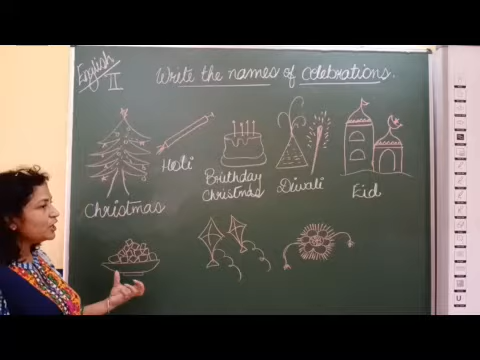 English
II
Write the names of celebrations.
Holi
Birthday
Christmas
Diwali
Eid
Christmas